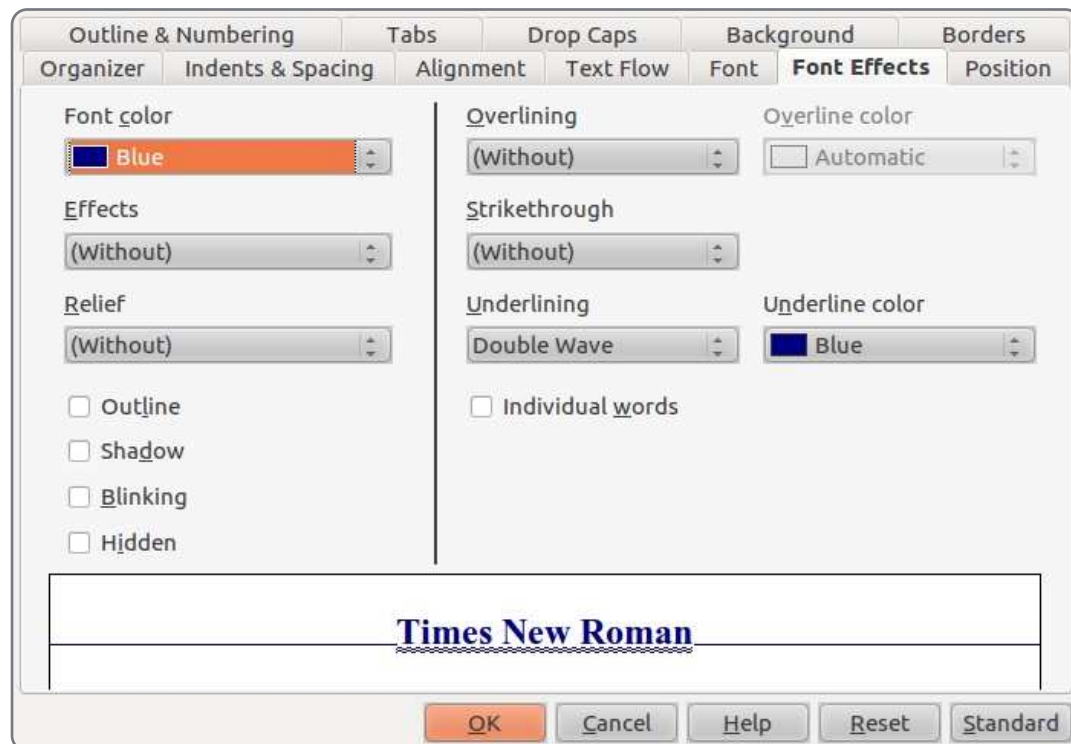 Outline & Numbering Tabs Drop Caps Background Borders
Organizer Indents & Spacing Alignment Text Flow Font Font Effects Position
Font color
Blue
Effects
(Without)
Relief
(Without)
Outline
Shadow
Blinking
Hidden
Overlining Overline color
(Without) Automatic
Strikethrough
(Without)
Underlining Underline color
Double Wave Blue
Individual words
Times New Roman
OK Cancel Help Reset Standard